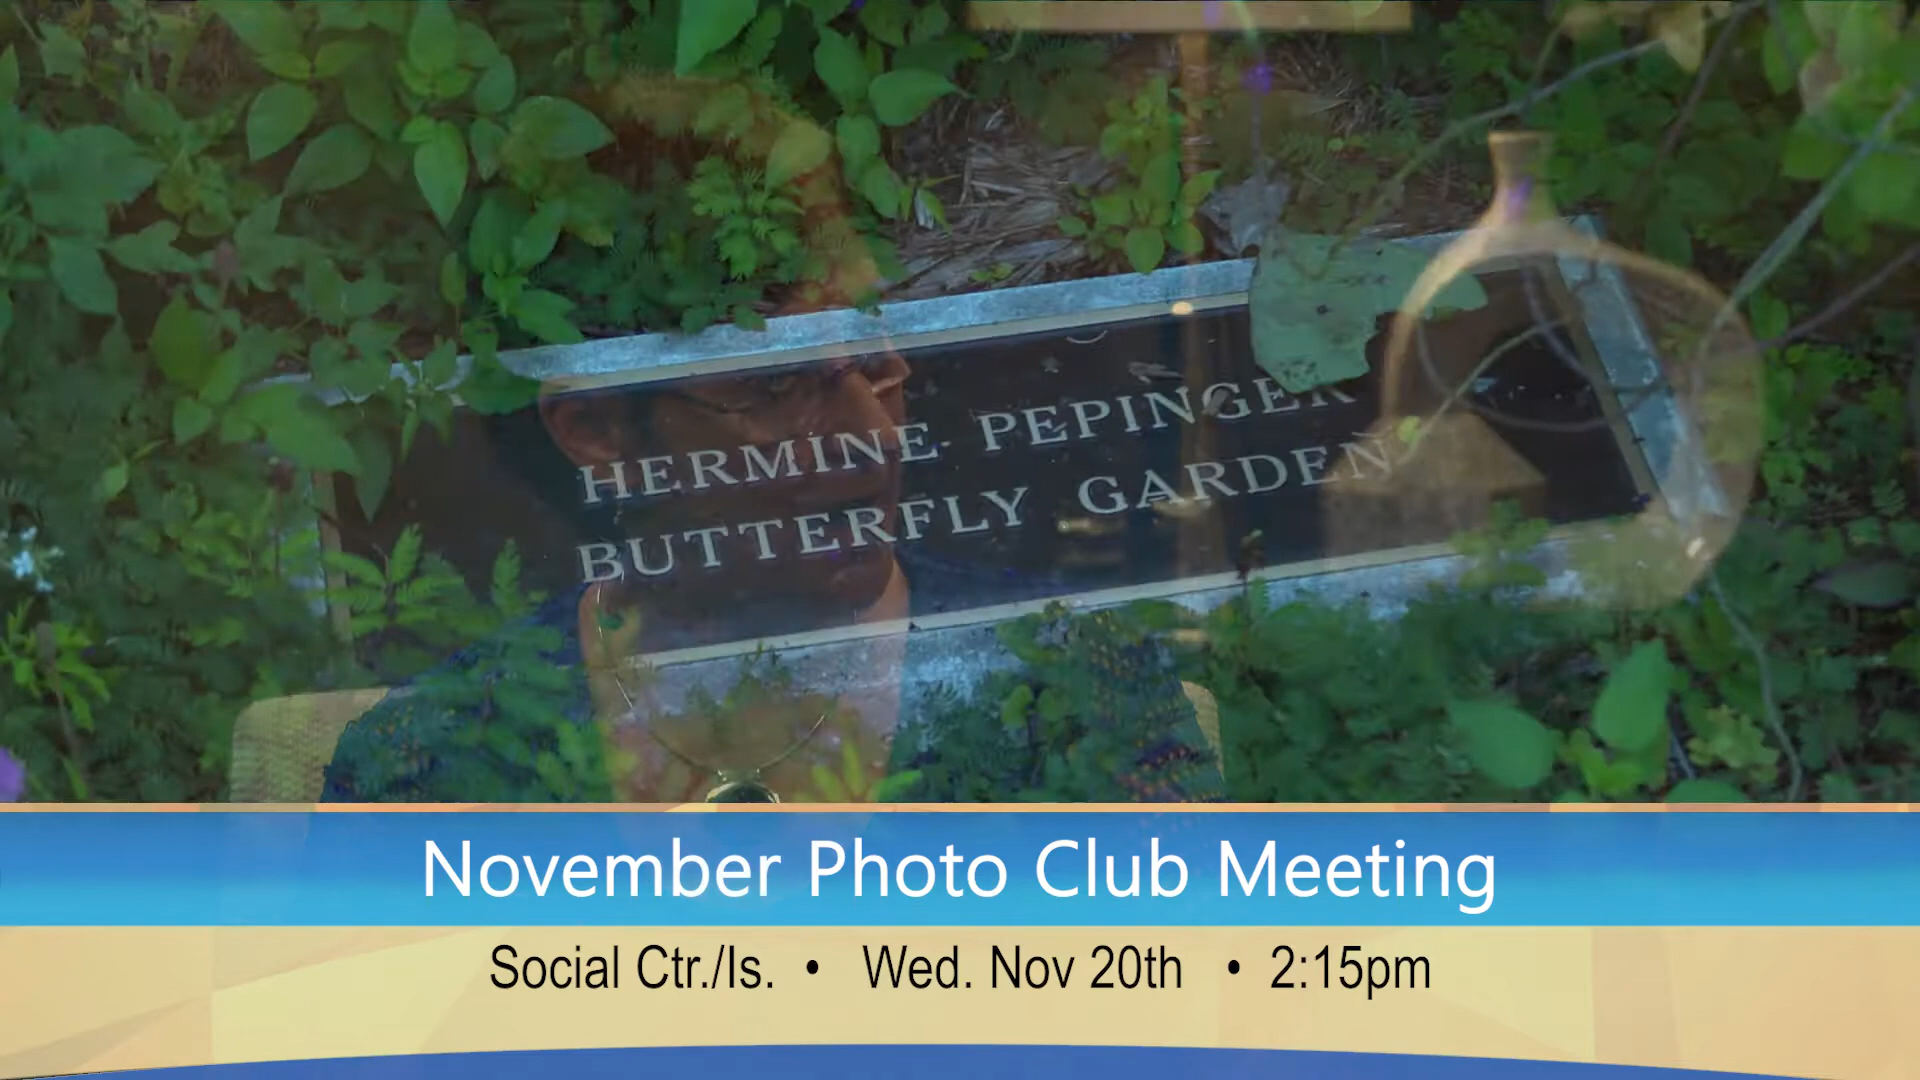 HERMINE PEPINGER
BUTTERFLY GARDEN
November Photo Club Meeting
Social Ctr./Is. • Wed. Nov 20th • 2:15pm